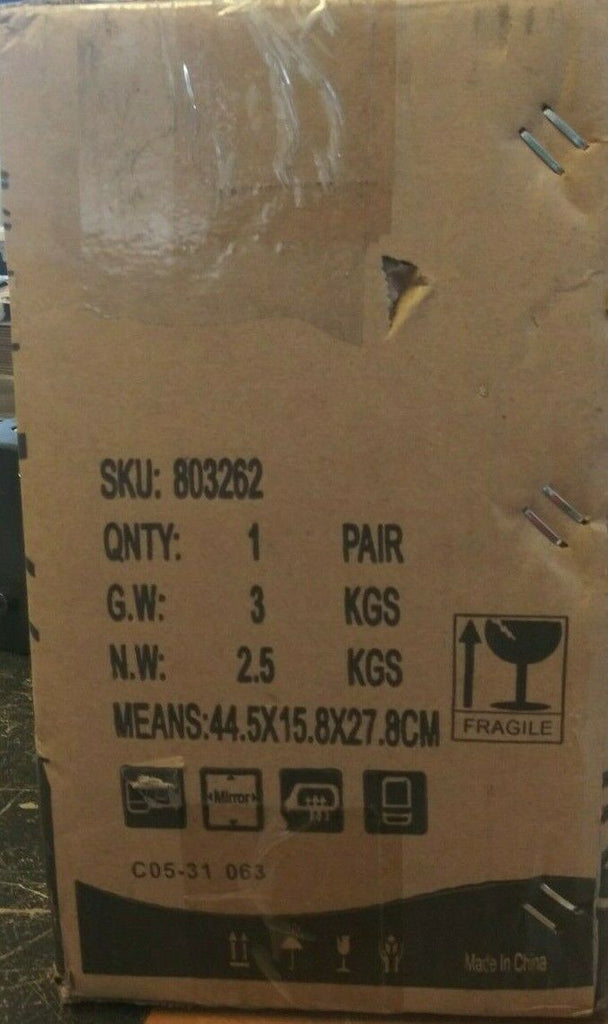 SKU: 803262
QNTY: 1 PAIR
G.W: 3 KGS
N.W: 2.5 KGS
MEANS:44.5X15.8X27.8CM
FRAGILE
Mirror
C05-31 063
Made In China